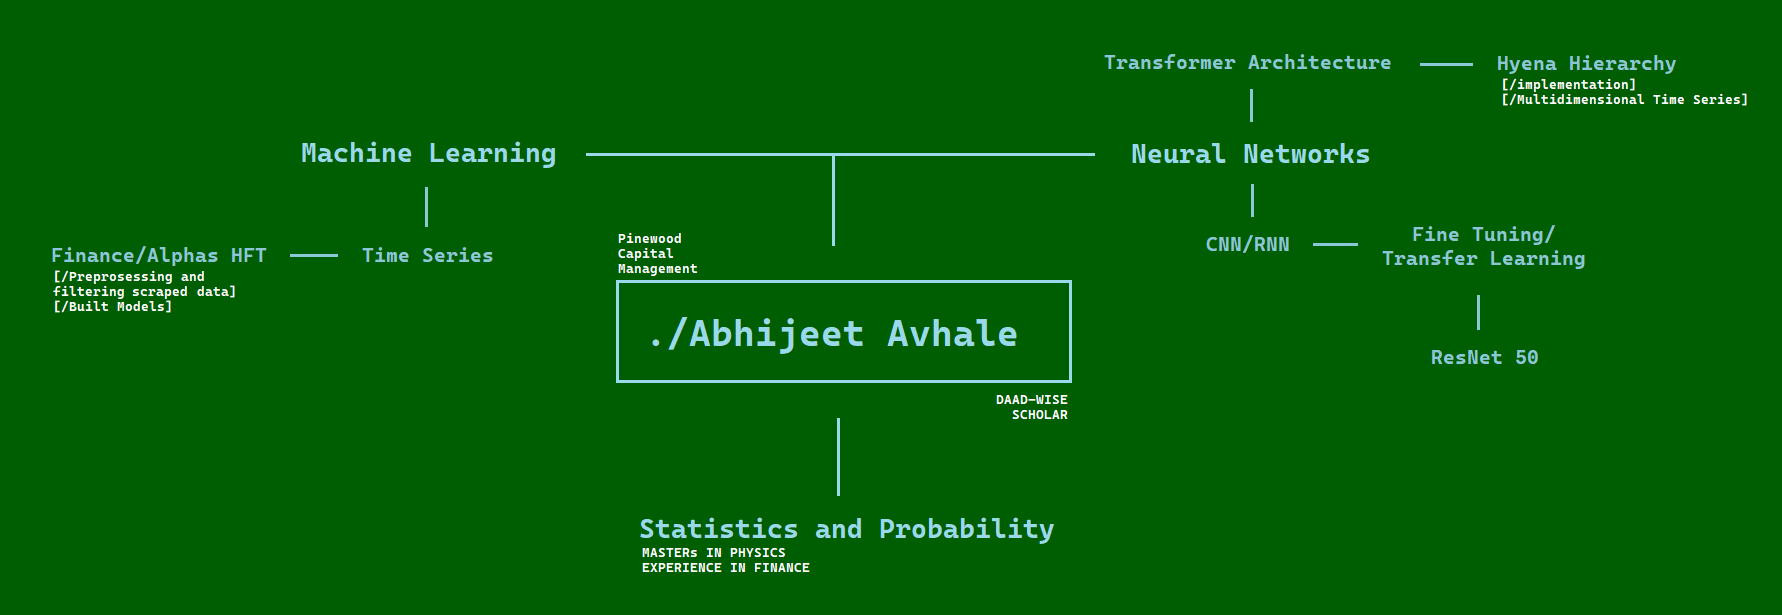 Transformer Architecture
Hyena Hierarchy
[/implementation]
[/Multidimensional Time Series]
Machine Learning
Neural Networks
Finance/Alphas HFT
[/Preprosessing and
filtering scraped data]
[/Built Models]
Time Series
CNN/RNN
Fine Tuning/
Transfer Learning
ResNet 50
Pinewood
Capital
Management
./Abhijeet Avhale
DAAD-WISE
SCHOLAR
Statistics and Probability
MASTERs IN PHYSICS
EXPERIENCE IN FINANCE